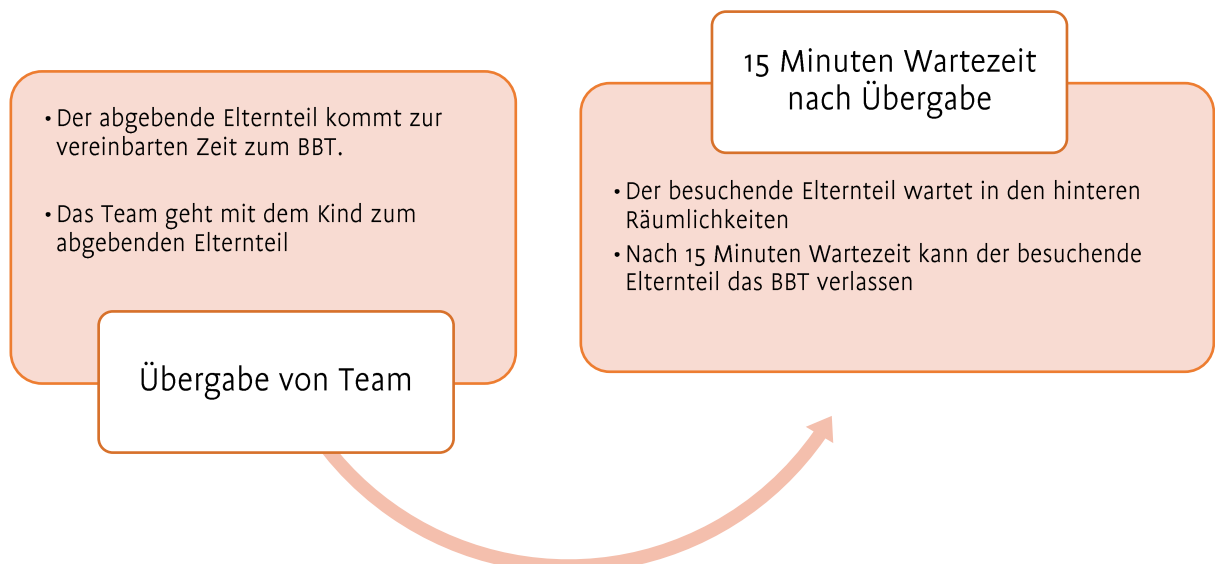 • Der abgebende Elternteil kommt zur
vereinbarten Zeit zum BBT.
• Das Team geht mit dem Kind zum
abgebenden Elternteil
Übergabe von Team
15 Minuten Wartezeit
nach Übergabe
• Der besuchende Elternteil wartet in den hinteren
Räumlichkeiten
• Nach 15 Minuten Wartezeit kann der besuchende
Elternteil das BBT verlassen